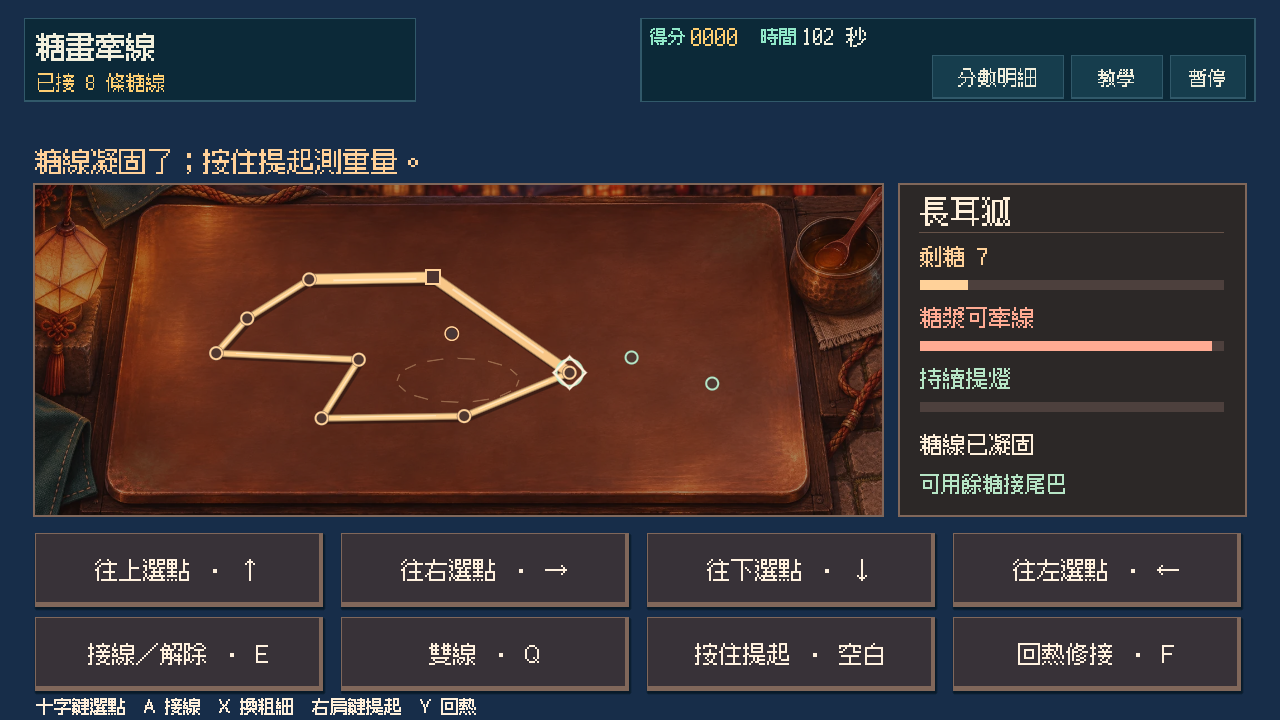 糖畫牽線
已接 8 條糖線
得分 0000 時間 102 秒
分數明細
教學
暫停
糖線凝固了；按住提起測重量。
長耳狐
剩糖 7
糖漿可牽線
持續提燈
糖線已凝固
可用餘糖接尾巴
往上選點 · ↑
往右選點 · →
往下選點 · ↓
往左選點 · ←
接線／解除 · E
雙線 · Q
按住提起 · 空白
回熱修接 · F
十字鍵選點 A 接線 X 換粗細 右肩鍵提起 Y 回熱